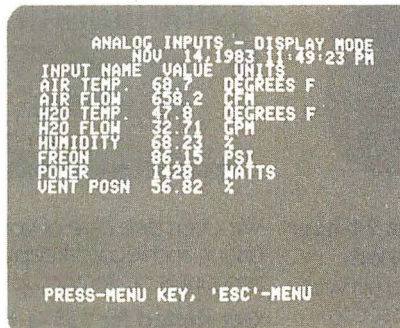 ANALOG INPUTS - DISPLAY MODE
NOV 14,1983 11:49:23 PM
INPUT NAME VALUE UNITS
AIR TEMP. 68.7 DEGREES F
AIR FLOW 658.2 CFM
H2O TEMP. 47.8 DEGREES F
H2O FLOW 32.71 GPM
HUMIDITY 68.23 %
FREON 86.15 PSI
POWER 1428 WATTS
VENT POSN 56.82 %
PRESS-MENU KEY, 'ESC'-MENU